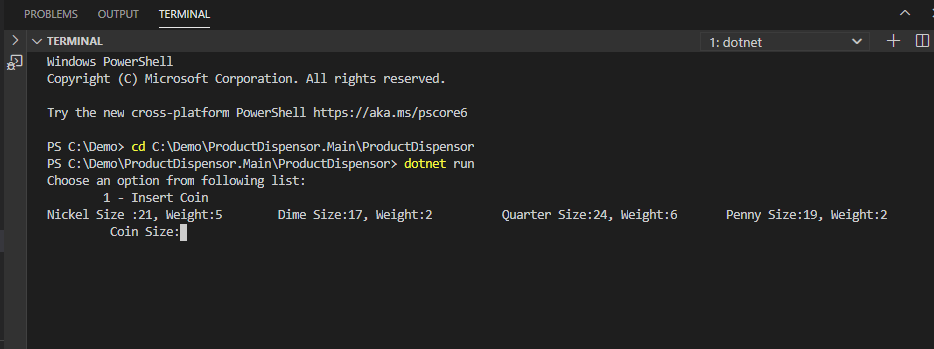 PROBLEMS OUTPUT TERMINAL
TERMINAL 1: dotnet
Windows PowerShell
Copyright (C) Microsoft Corporation. All rights reserved.
Try the new cross-platform PowerShell https://aka.ms/pscore6
PS C:\Demo> cd C:\Demo\ProductDispensor.Main\ProductDispensor
PS C:\Demo\ProductDispensor.Main\ProductDispensor> dotnet run
Choose an option from following list:
1 - Insert Coin
Nickel Size :21, Weight:5 Dime Size:17, Weight:2 Quarter Size:24, Weight:6 Penny Size:19, Weight:2
Coin Size: